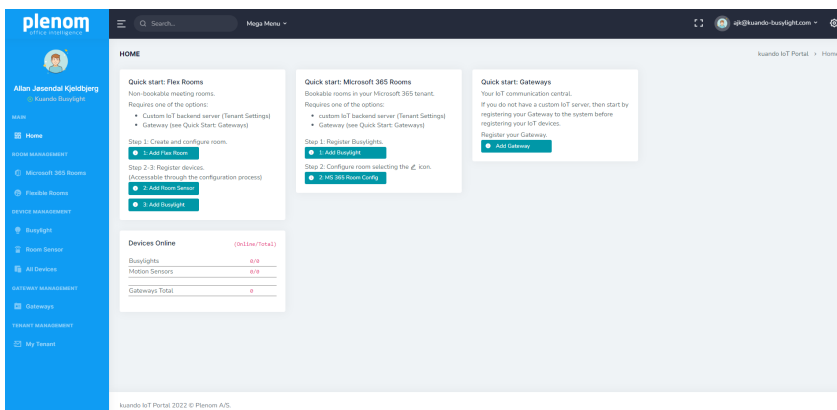 plenom
office intelligence
Search...
Mega Menu
ajk@kuando-busylight.com
Allan Jøsendal Kjeldbjerg
Kuando Busylight
MAIN
Home
ROOM MANAGEMENT
Microsoft 365 Rooms
Flexible Rooms
DEVICE MANAGEMENT
Busylight
Room Sensor
All Devices
GATEWAY MANAGEMENT
Gateways
TENANT MANAGEMENT
My Tenant
HOME
kuando IoT Portal > Home
Quick start: Flex Rooms
Non-bookable meeting rooms.
Requires one of the options:
• custom IoT backend server (Tenant Settings)
• Gateway (see Quick Start: Gateways)
Step 1: Create and configure room.
1: Add Flex Room
Step 2-3: Register devices.
(Accessable through the configuration process)
2: Add Room Sensor
3: Add Busylight
Quick start: Microsoft 365 Rooms
Bookable rooms in your Microsoft 365 tenant.
Requires one of the options:
• custom IoT backend server (Tenant Settings)
• Gateway (see Quick Start: Gateways)
Step 1: Register Busylights.
1: Add Busylight
Step 2: Configure room selecting the icon.
2: MS 365 Room Config
Quick start: Gateways
Your IoT communication central.
If you do not have a custom IoT server, then start by
registering your Gateway to the system before
registering your IoT devices.
Register your Gateway.
Add Gateway
Devices Online (Online/Total)
Busylights 0/0
Motion Sensors 0/0
Gateways Total 0
kuando IoT Portal 2022 © Plenom A/S.